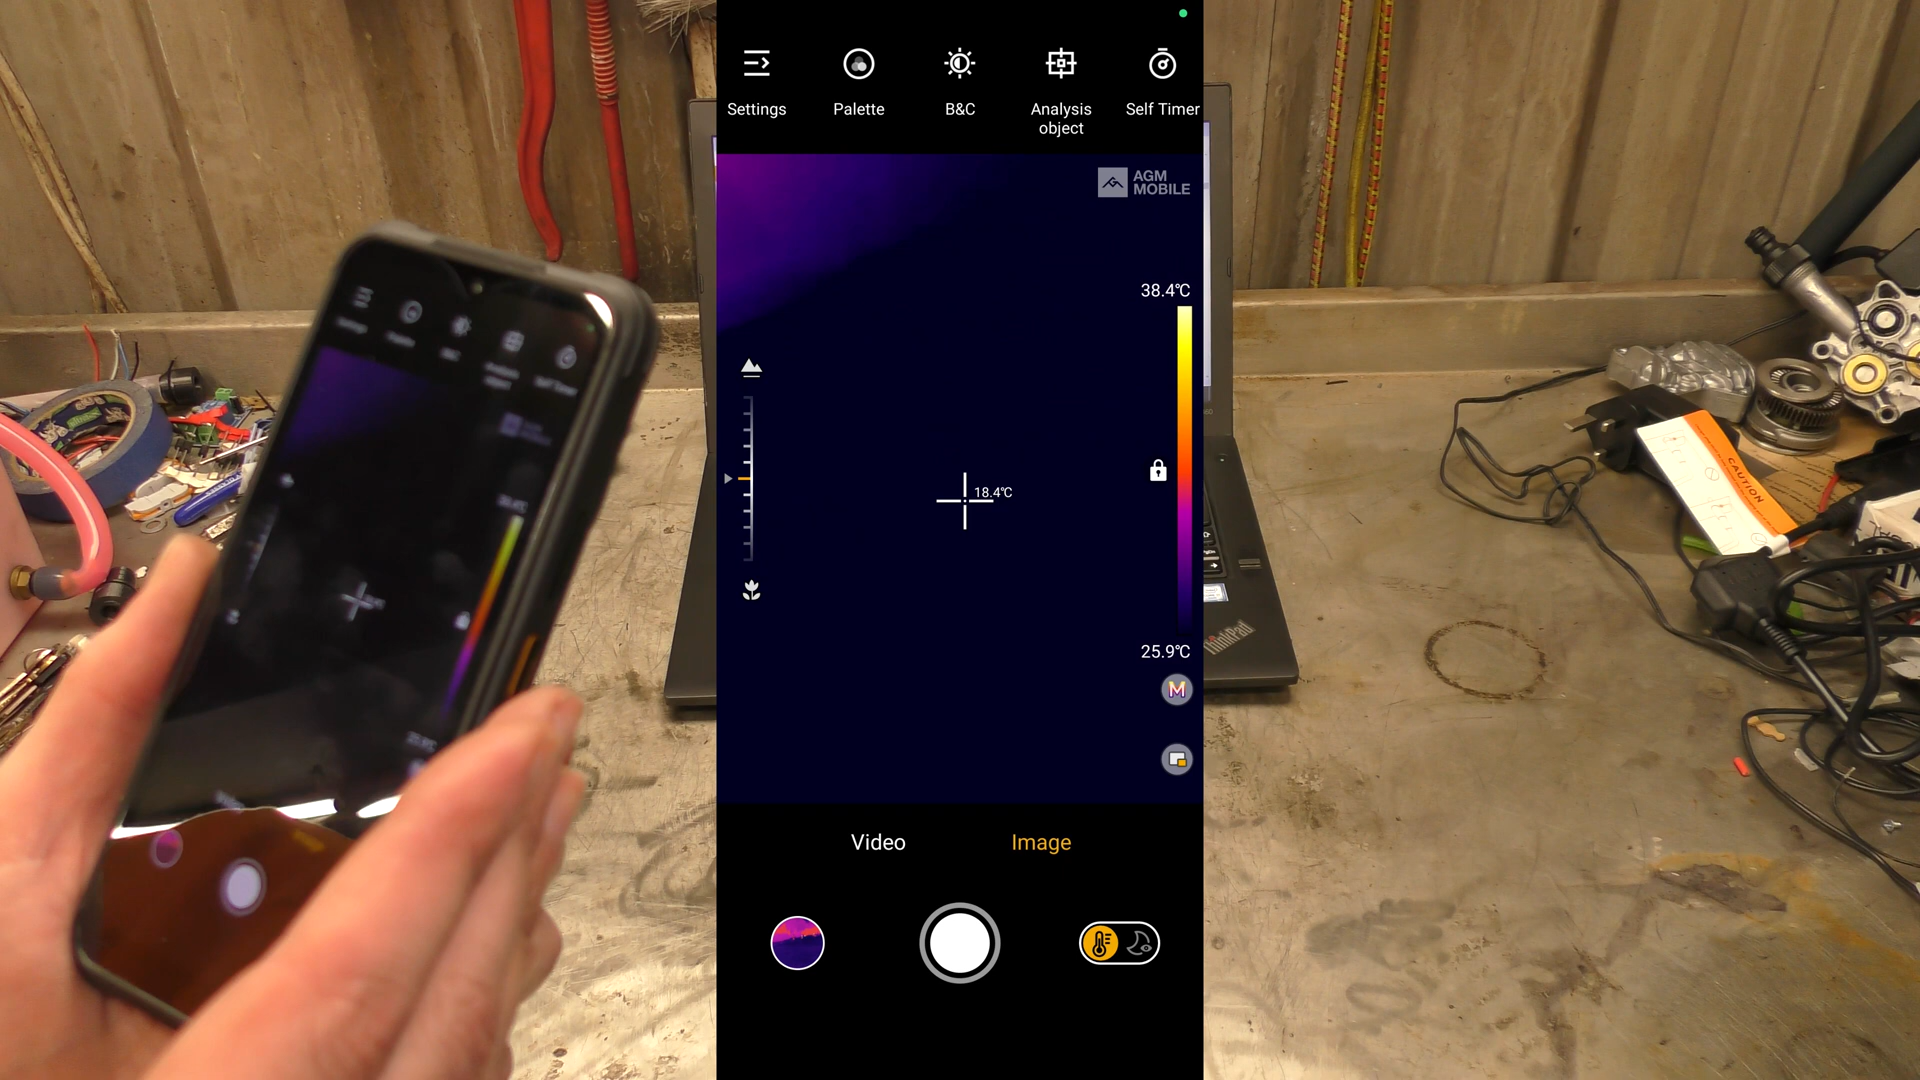 Settings
Palette
B&C
Analysis
object
Self Timer
AGM
MOBILE
38.4℃
18.4℃
25.9℃
M
Video
Image
CAUTION
ThinkPad